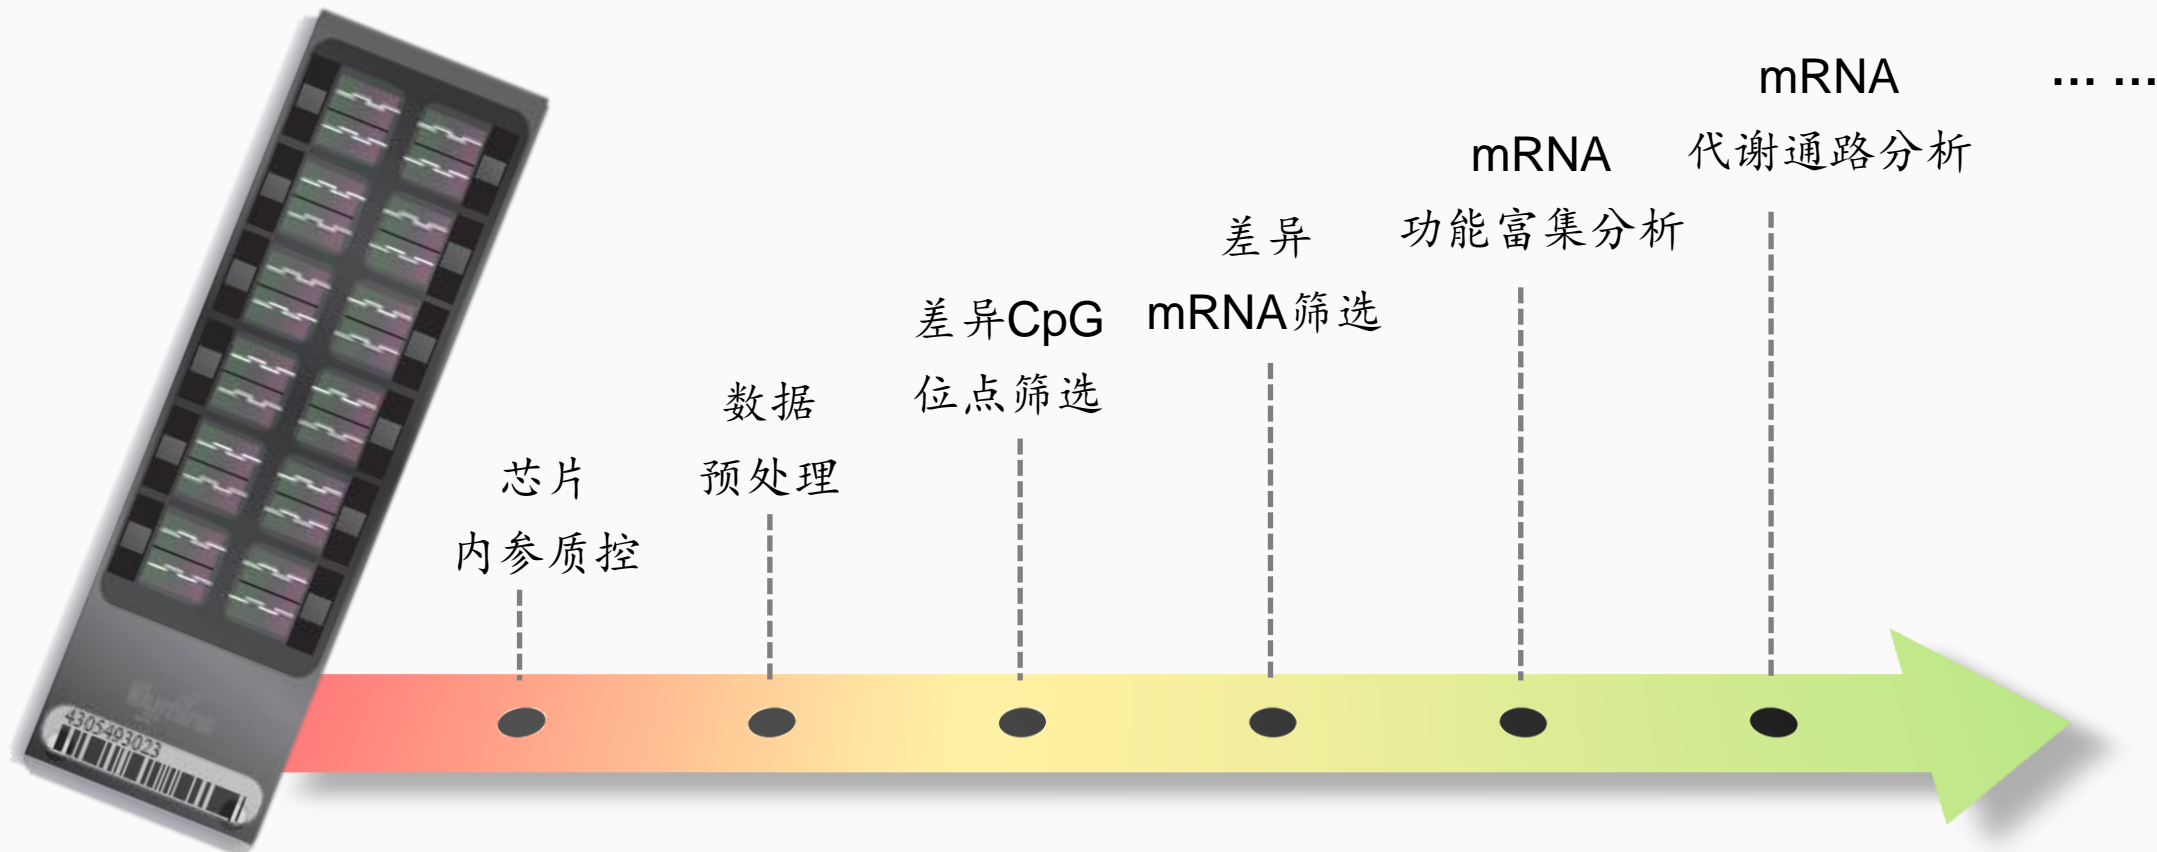 芯片
内参质控
数据
预处理
差异CpG
位点筛选
差异
mRNA筛选
mRNA
功能富集分析
mRNA
代谢通路分析
... ...
4305493023